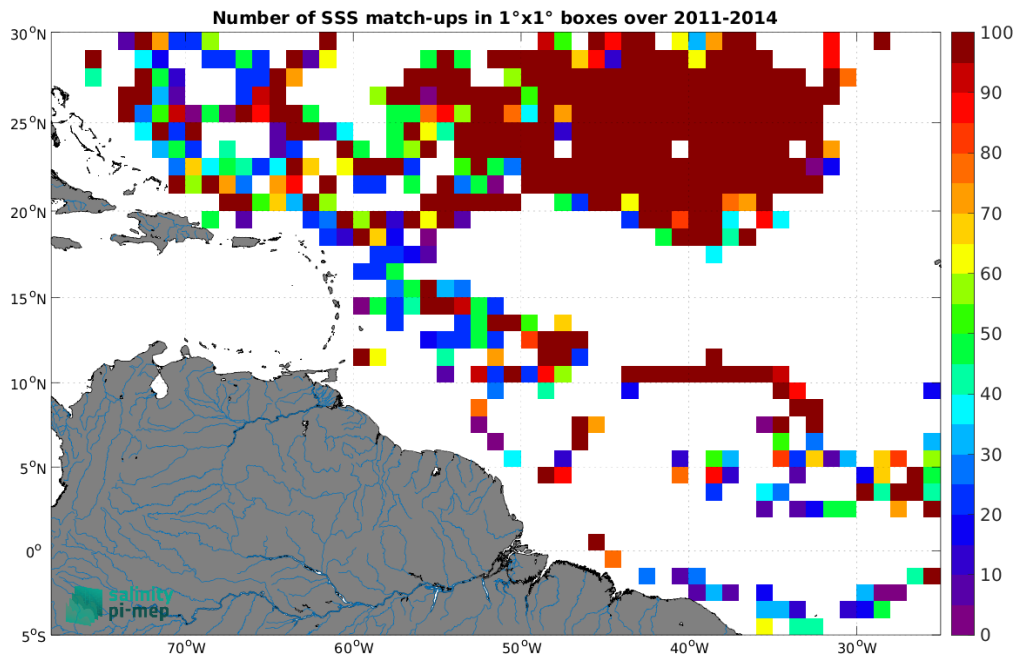 Number of SSS match-ups in 1°x1° boxes over 2011-2014
30°N
25°N
20°N
15°N
10°N
5°N
0°
5°S
70°W
60°W
50°W
40°W
30°W
100
90
80
70
60
50
40
30
20
10
0
salinity
pi-mep